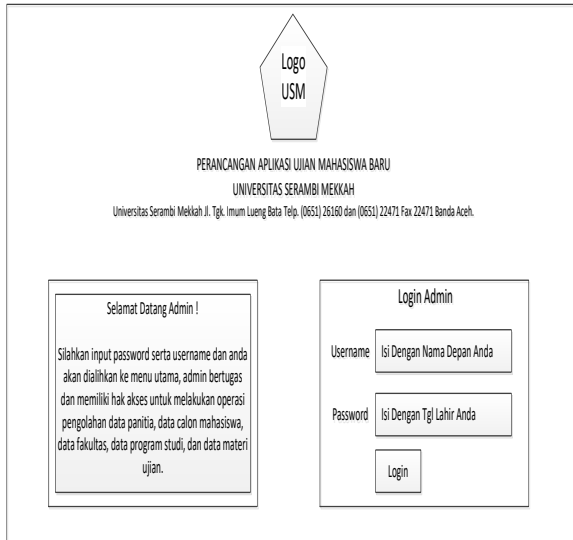 Logo
USM
PERANCANGAN APLIKASI UJIAN MAHASISWA BARU
UNIVERSITAS SERAMBI MEKKAH
Universitas Serambi Mekkah Jl. Tgk. Imum Lueng Bata Telp. (0651) 26160 dan (0651) 22471 Fax 22471 Banda Aceh.
Selamat Datang Admin !
Silahkan input password serta username dan anda
akan dialihkan ke menu utama, admin bertugas
dan memiliki hak akses untuk melakukan operasi
pengolahan data panitia, data calon mahasiswa,
data fakultas, data program studi, dan data materi
ujian.
Login Admin
Username Isi Dengan Nama Depan Anda
Password Isi Dengan Tgl Lahir Anda
Login